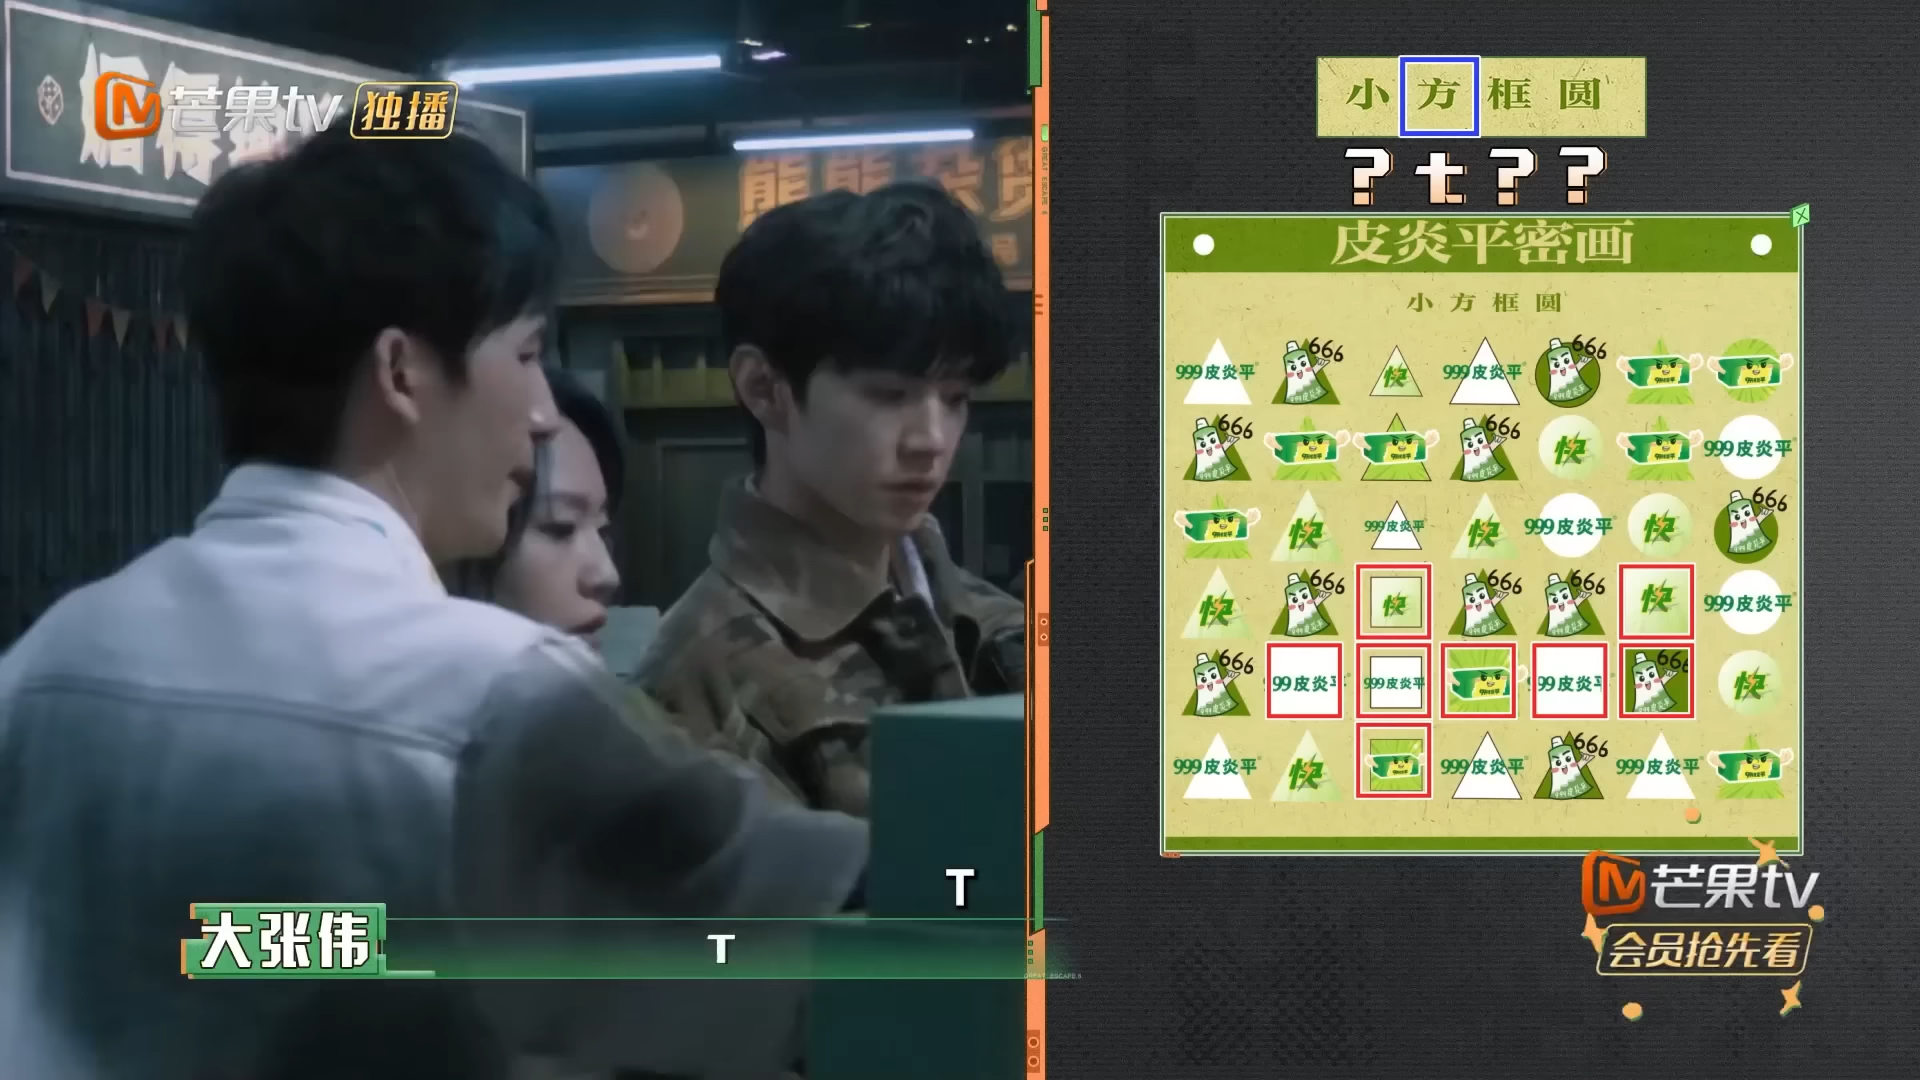 芒果tv 独播
熊熊杂货
小方框圆
?t??
皮炎平密画
小方框圆
999皮炎平 666 快 999皮炎平 666
666 666 快 999皮炎平
快 999皮炎平 快 999皮炎平 快 666
快 666 快 666 666 快 999皮炎平
666 99皮炎平 999皮炎平 99皮炎平 666 快
999皮炎平 快 999皮炎平 666 999皮炎平
芒果tv
会员抢先看
T
大张伟
T